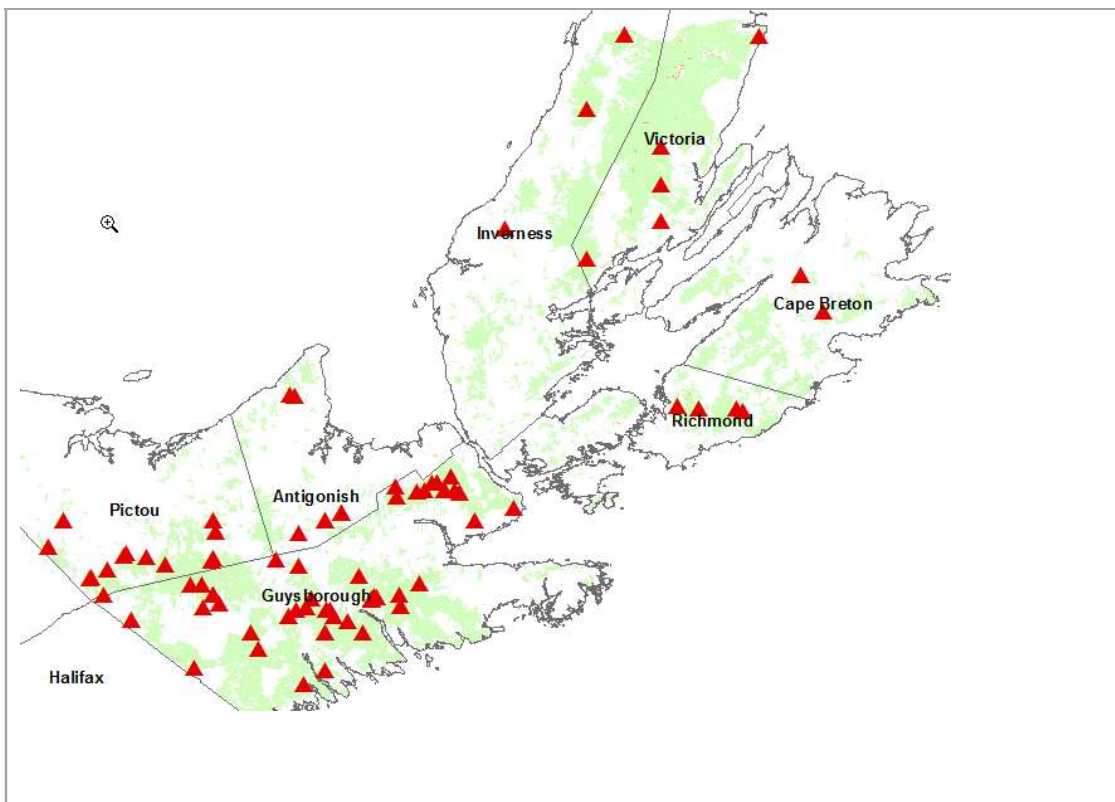 Victoria
Inverness
Cape Breton
Richmond
Antigonish
Pictou
Guysborough
Halifax